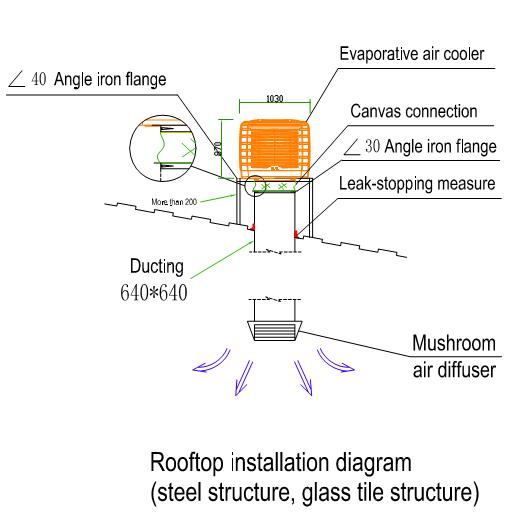 Evaporative air cooler
∠ 40 Angle iron flange
1030
Canvas connection
870
∠ 30 Angle iron flange
Leak-stopping measure
More than 200
Ducting
640*640
Mushroom
air diffuser
Rooftop installation diagram
(steel structure, glass tile structure)